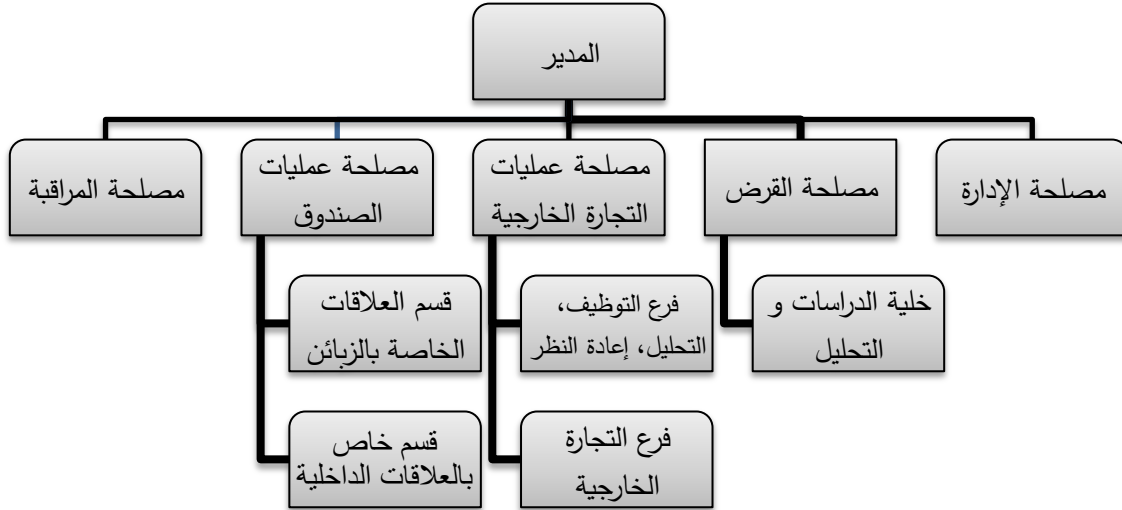 المدير
مصلحة الإدارة
مصلحة القرض
مصلحة عمليات
التجارة الخارجية
مصلحة عمليات
الصندوق
مصلحة المراقبة
خلية الدراسات و
التحليل
فرع التوظيف،
التحليل، إعادة النظر
قسم العلاقات
الخاصة بالزبائن
فرع التجارة
الخارجية
قسم خاص
بالعلاقات الداخلية